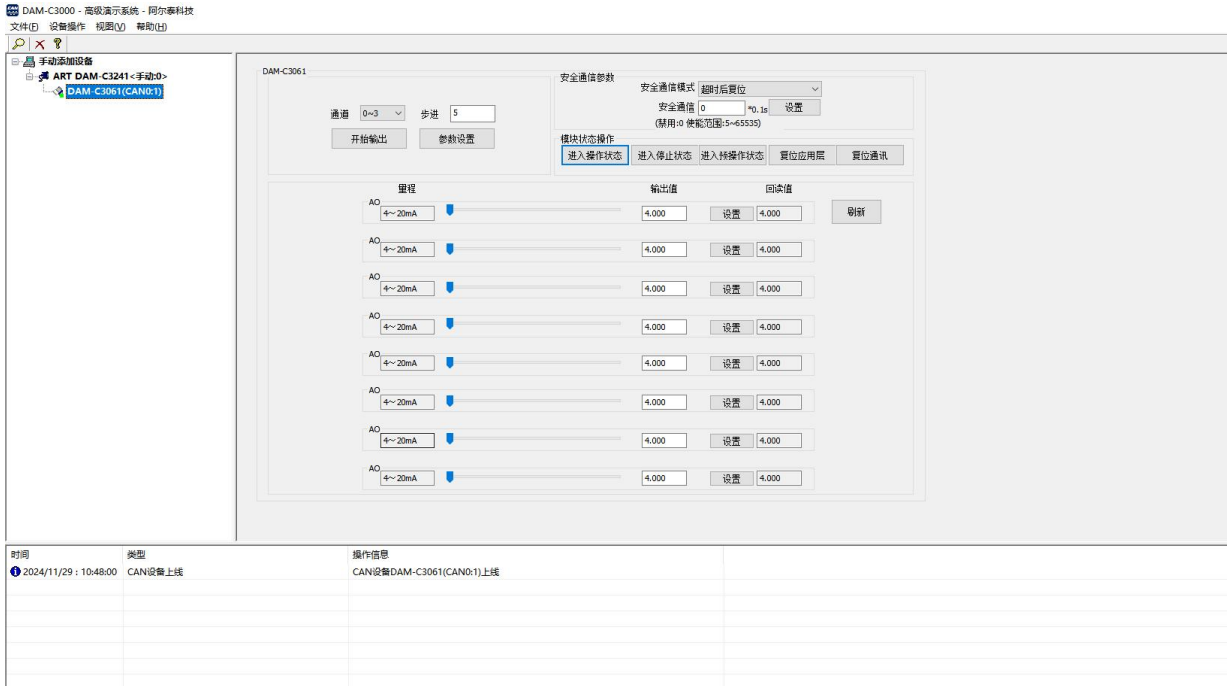 DAM-C3000 - 高级演示系统 - 阿尔泰科技
文件(F) 设备操作 视图(V) 帮助(H)
手动添加设备
ART DAM-C3241<手动:0>
DAM-C3061(CAN0:1)
DAM-C3061
通道 0~3 步进 5
开始输出 参数设置
安全通信参数
安全通信模式 超时后复位
安全通信 0 *0.1s 设置
(禁用:0 使能范围:5~65535)
模块状态操作
进入操作状态 进入停止状态 进入预操作状态 复位应用层 复位通讯
量程 输出值 回读值
AO
4~20mA 4.000 设置 4.000 刷新
AO
4~20mA 4.000 设置 4.000
AO
4~20mA 4.000 设置 4.000
AO
4~20mA 4.000 设置 4.000
AO
4~20mA 4.000 设置 4.000
AO
4~20mA 4.000 设置 4.000
AO
4~20mA 4.000 设置 4.000
AO
4~20mA 4.000 设置 4.000
时间 类型 操作信息
2024/11/29 : 10:48:00 CAN设备上线 CAN设备DAM-C3061(CAN0:1)上线